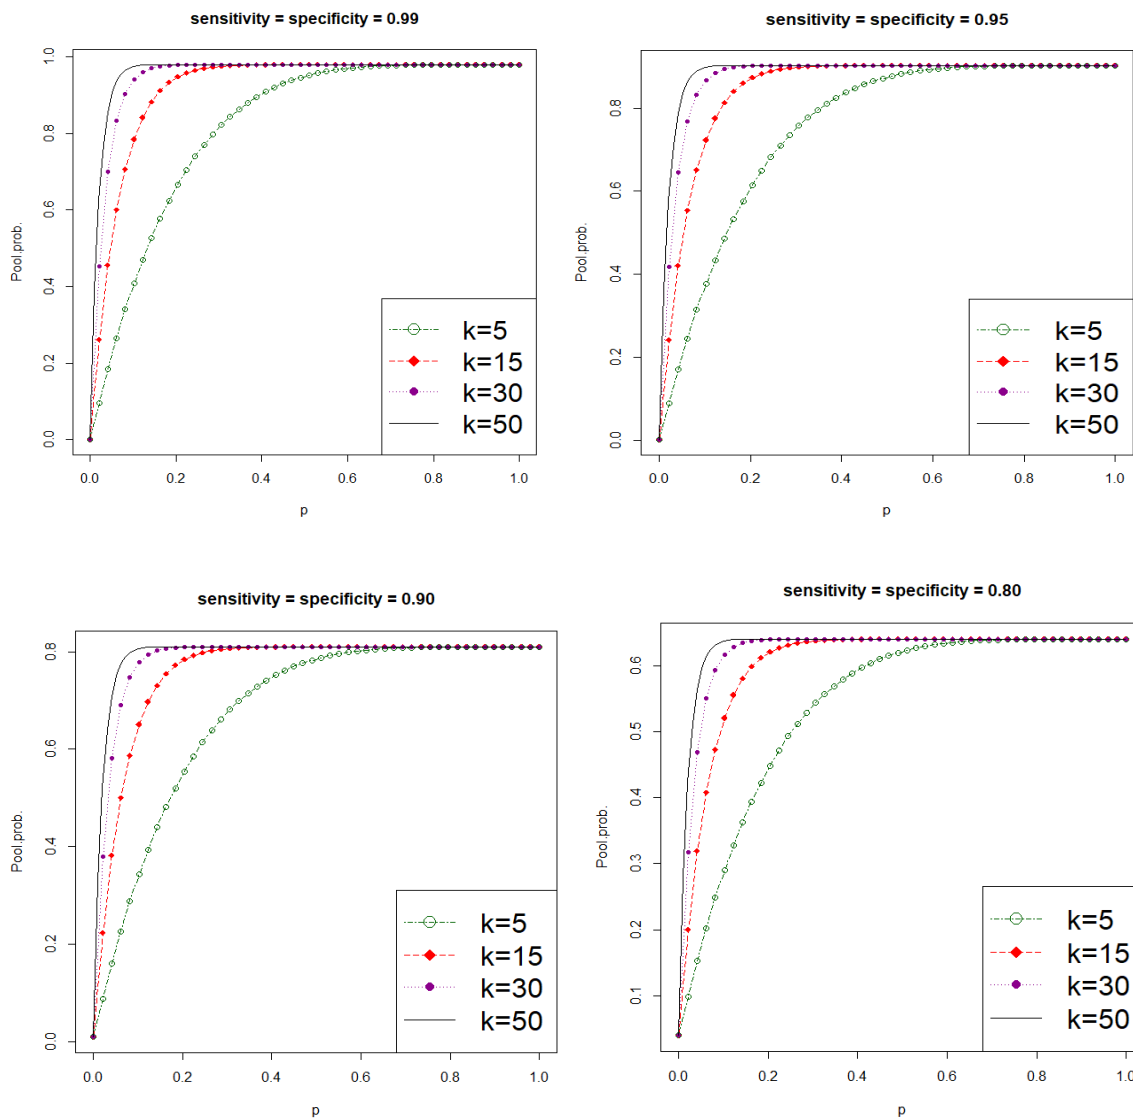 sensitivity = specificity = 0.99
Pool.prob.
1.0
0.8
0.6
0.4
0.2
0.0
0.0 0.2 0.4 0.6 0.8 1.0
p
k=5
k=15
k=30
k=50
sensitivity = specificity = 0.95
Pool.prob.
0.8
0.6
0.4
0.2
0.0
0.0 0.2 0.4 0.6 0.8 1.0
p
k=5
k=15
k=30
k=50
sensitivity = specificity = 0.90
Pool.prob.
0.8
0.6
0.4
0.2
0.0
0.0 0.2 0.4 0.6 0.8 1.0
p
k=5
k=15
k=30
k=50
sensitivity = specificity = 0.80
Pool.prob.
0.6
0.5
0.4
0.3
0.2
0.1
0.0 0.2 0.4 0.6 0.8 1.0
p
k=5
k=15
k=30
k=50